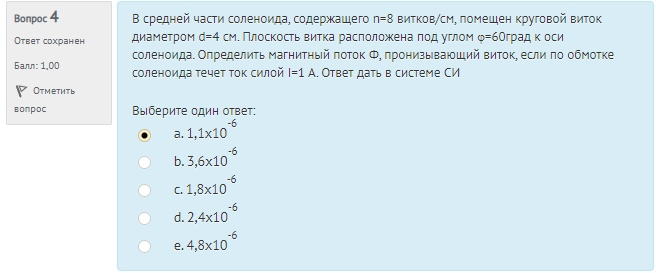 Вопрос 4
Ответ сохранен
Балл: 1,00
Отметить
вопрос
В средней части соленоида, содержащего n=8 витков/см, помещен круговой виток
диаметром d=4 см. Плоскость витка расположена под углом φ=60град к оси
соленоида. Определить магнитный поток Ф, пронизывающий виток, если по обмотке
соленоида течет ток силой I=1 А. Ответ дать в системе СИ
Выберите один ответ:
a. 1,1x10^-6
b. 3,6x10^-6
c. 1,8x10^-6
d. 2,4x10^-6
e. 4,8x10^-6